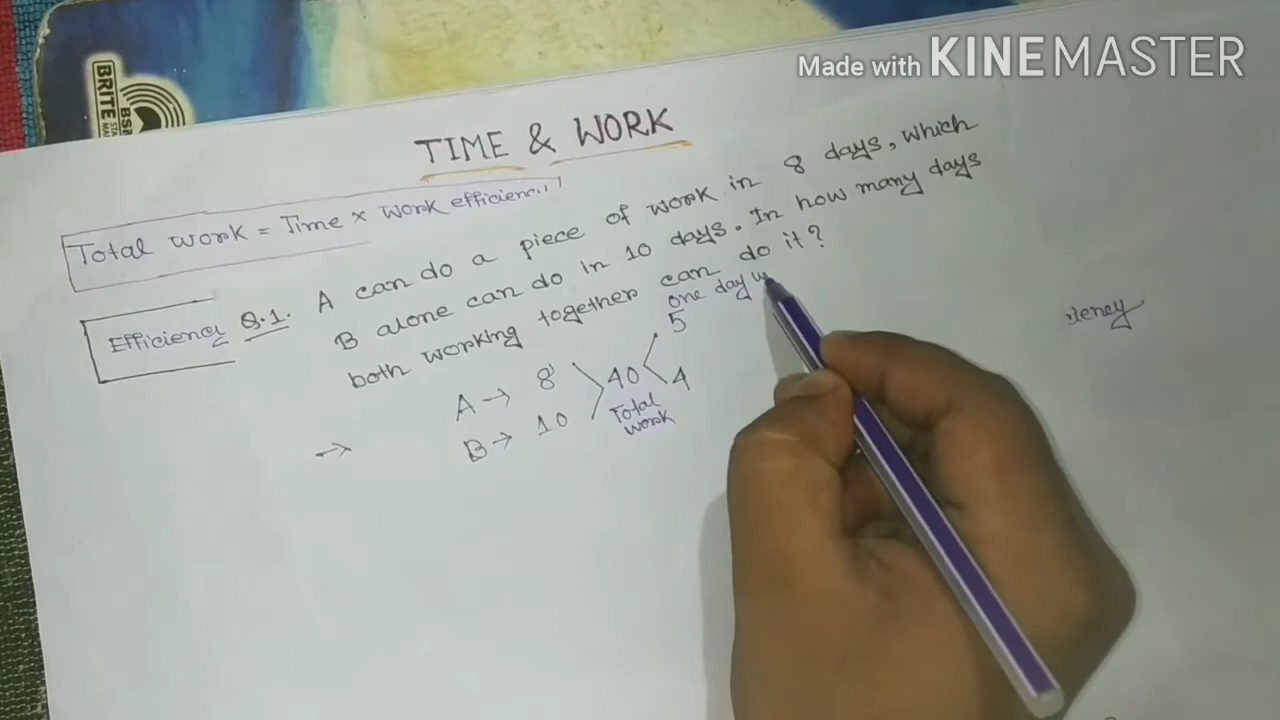 Made with KINEMASTER
BRITE
TIME & WORK
Total work = Time × Work efficiency
Efficiency Q.1. A can do a piece of work in 8 days, which
B alone can do in 10 days. In how many days
both working together can do it?
one day
A → 8 40 5
B → 10 4
Total
work